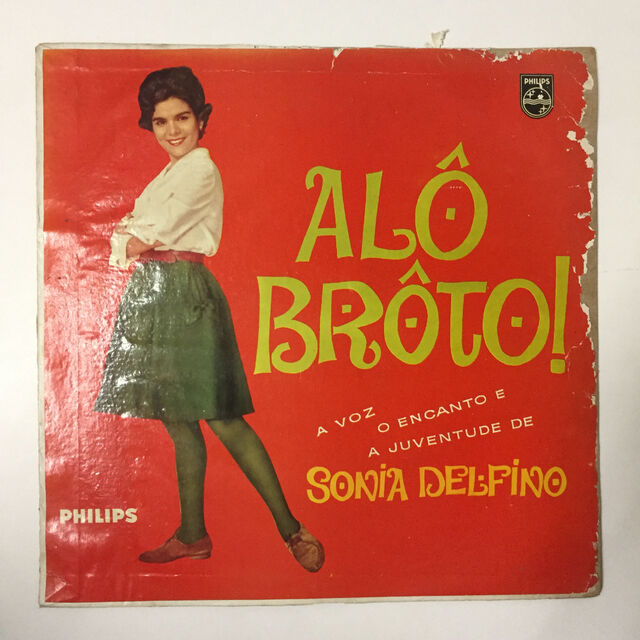 PHILIPS
ALÔ
BRÔTO!
A VOZ
O ENCANTO E
A JUVENTUDE DE
SONIA DELFINO
PHILIPS